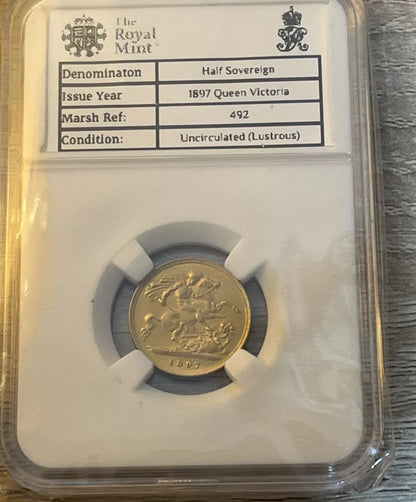 The
Royal
Mint
Denominaton Half Sovereign
Issue Year 1897 Queen Victoria
Marsh Ref: 492
Condition: Uncirculated (Lustrous)
1897